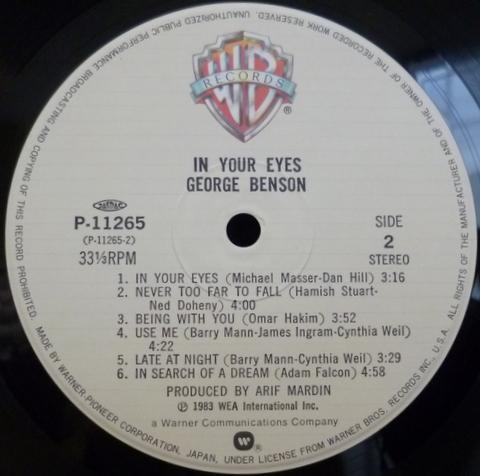 WB
RECORDS
®
IN YOUR EYES
GEORGE BENSON
P-11265
(P-11265-2)
33⅓RPM
SIDE
2
STEREO
1. IN YOUR EYES (Michael Masser-Dan Hill) 3:16
2. NEVER TOO FAR TO FALL (Hamish Stuart-
Ned Doheny) 4:00
3. BEING WITH YOU (Omar Hakim) 3:52
4. USE ME (Barry Mann-James Ingram-Cynthia Weil)
4:22
5. LATE AT NIGHT (Barry Mann-Cynthia Weil) 3:29
6. IN SEARCH OF A DREAM (Adam Falcon) 4:58
PRODUCED BY ARIF MARDIN
Ⓟ 1983 WEA International Inc.
a Warner Communications Company
®
MADE BY WARNER-PIONEER CORPORATION, JAPAN, UNDER LICENSE FROM WARNER BROS. RECORDS INC., U.S.A. ALL RIGHTS OF THE MANUFACTURER AND OF THE OWNER OF THE RECORDED WORK RESERVED. UNAUTHORIZED PUBLIC PERFORMANCE BROADCASTING AND COPYING OF THIS RECORD PROHIBITED.